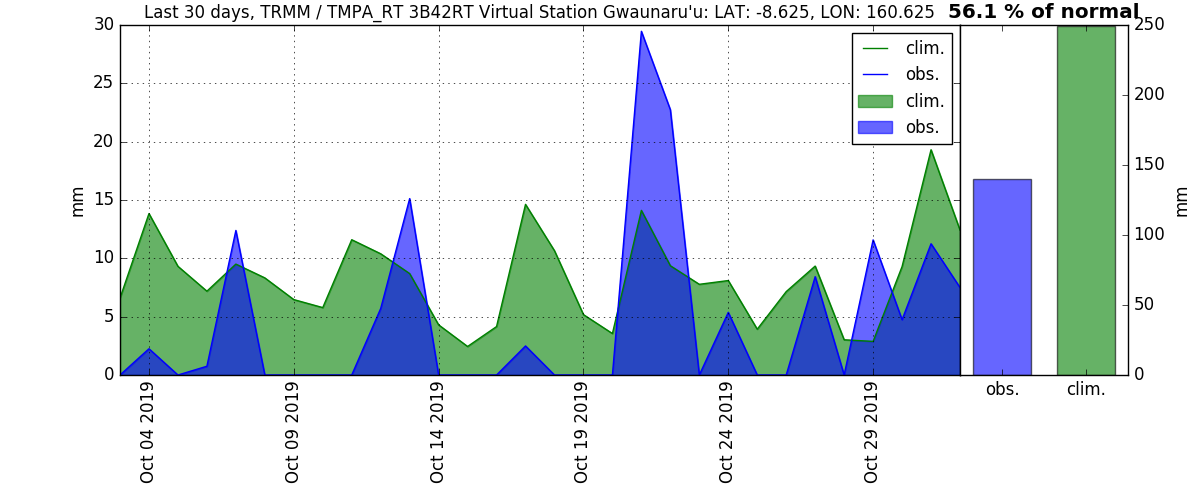 Last 30 days, TRMM / TMPA_RT 3B42RT Virtual Station Gwaunaru'u: LAT: -8.625, LON: 160.625
56.1 % of normal
30
25
20
15
10
5
0
mm
clim.
obs.
clim.
obs.
250
200
150
100
50
0
mm
obs.
clim.
Oct 04 2019
Oct 09 2019
Oct 14 2019
Oct 19 2019
Oct 24 2019
Oct 29 2019